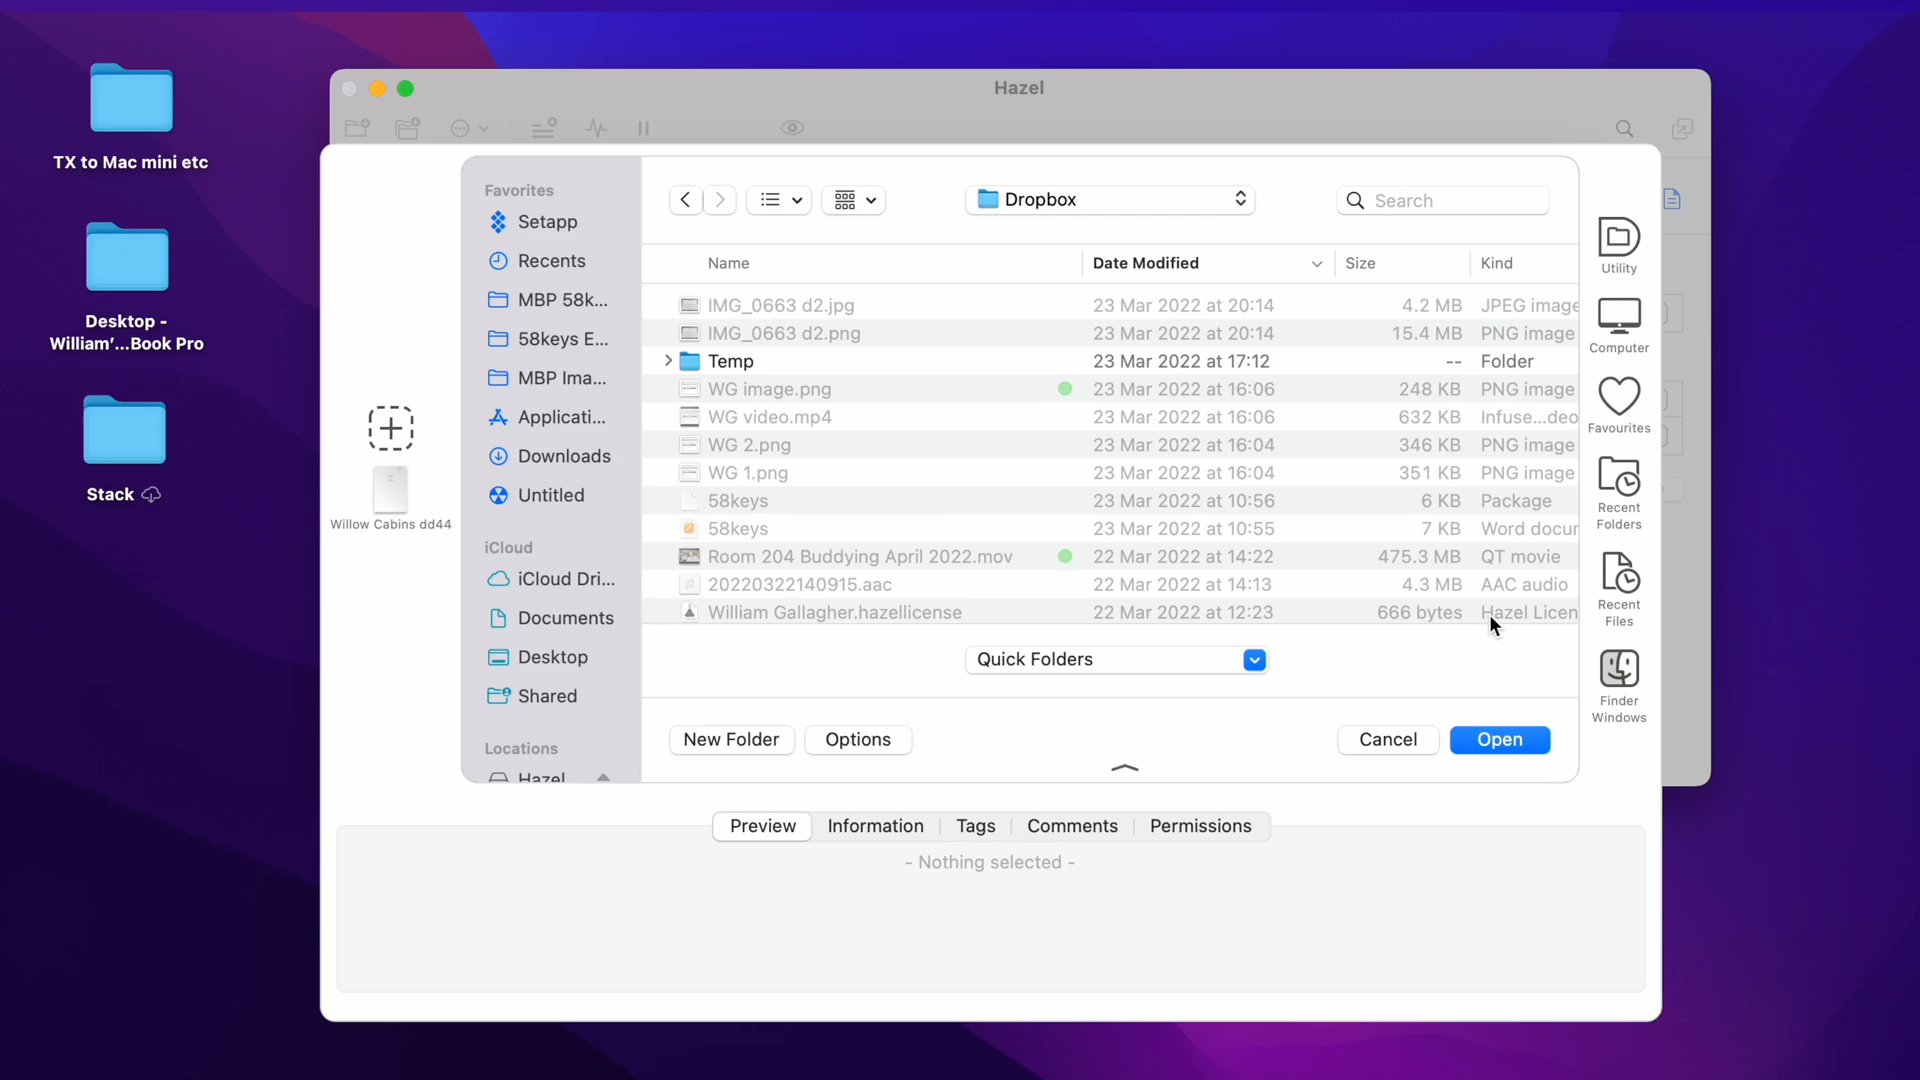 Hazel
TX to Mac mini etc
Desktop -
William’...Book Pro
Stack
Willow Cabins dd44
Favorites
Setapp
Recents
MBP 58k...
58keys E...
MBP Ima...
Applicati...
Downloads
Untitled
iCloud
iCloud Dri...
Documents
Desktop
Shared
Locations
Hazel
Dropbox
Search
Name Date Modified Size Kind
IMG_0663 d2.jpg 23 Mar 2022 at 20:14 4.2 MB JPEG image
IMG_0663 d2.png 23 Mar 2022 at 20:14 15.4 MB PNG image
Temp 23 Mar 2022 at 17:12 -- Folder
WG image.png 23 Mar 2022 at 16:06 248 KB PNG image
WG video.mp4 23 Mar 2022 at 16:06 632 KB Infuse...deo
WG 2.png 23 Mar 2022 at 16:04 346 KB PNG image
WG 1.png 23 Mar 2022 at 16:04 351 KB PNG image
58keys 23 Mar 2022 at 10:56 6 KB Package
58keys 23 Mar 2022 at 10:55 7 KB Word docur
Room 204 Buddying April 2022.mov 22 Mar 2022 at 14:22 475.3 MB QT movie
20220322140915.aac 22 Mar 2022 at 14:13 4.3 MB AAC audio
William Gallagher.hazellicense 22 Mar 2022 at 12:23 666 bytes Hazel Licen
Quick Folders
New Folder
Options
Cancel
Open
Utility
Computer
Favourites
Recent
Folders
Recent
Files
Finder
Windows
Preview Information Tags Comments Permissions
- Nothing selected -